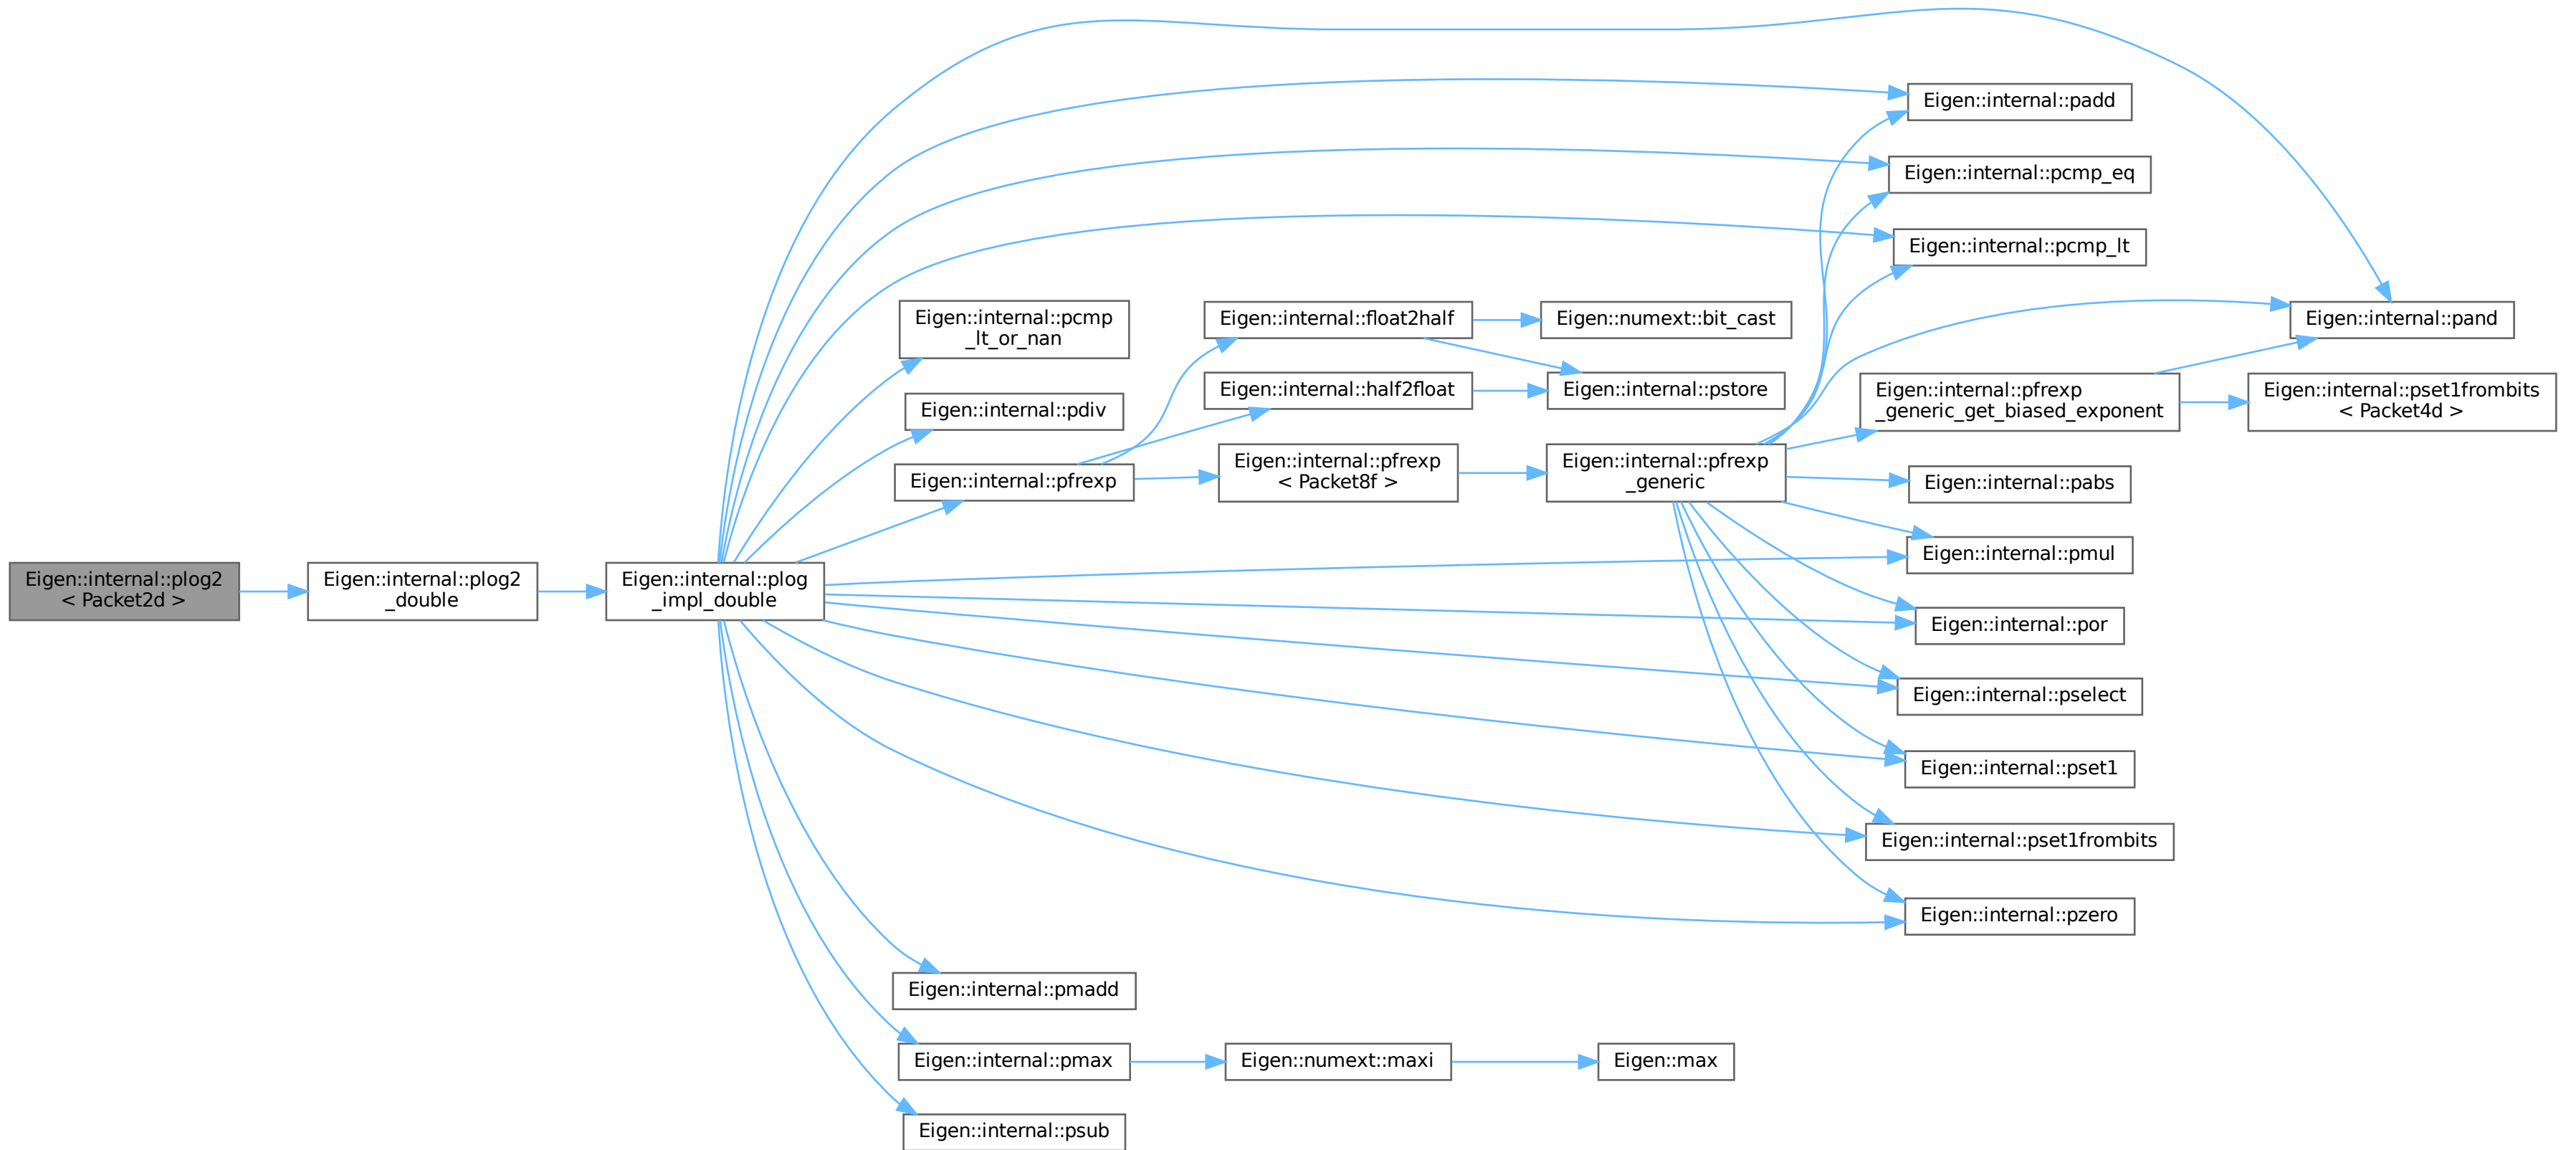 Eigen::internal::plog2
< Packet2d >
Eigen::internal::plog2
_double
Eigen::internal::plog
_impl_double
Eigen::internal::pcmp
_lt_or_nan
Eigen::internal::pdiv
Eigen::internal::pfrexp
Eigen::internal::pmadd
Eigen::internal::pmax
Eigen::internal::psub
Eigen::internal::float2half
Eigen::internal::half2float
Eigen::internal::pfrexp
< Packet8f >
Eigen::numext::maxi
Eigen::numext::bit_cast
Eigen::internal::pstore
Eigen::internal::pfrexp
_generic
Eigen::max
Eigen::internal::padd
Eigen::internal::pcmp_eq
Eigen::internal::pcmp_lt
Eigen::internal::pfrexp
_generic_get_biased_exponent
Eigen::internal::pabs
Eigen::internal::pmul
Eigen::internal::por
Eigen::internal::pselect
Eigen::internal::pset1
Eigen::internal::pset1frombits
Eigen::internal::pzero
Eigen::internal::pand
Eigen::internal::pset1frombits
< Packet4d >